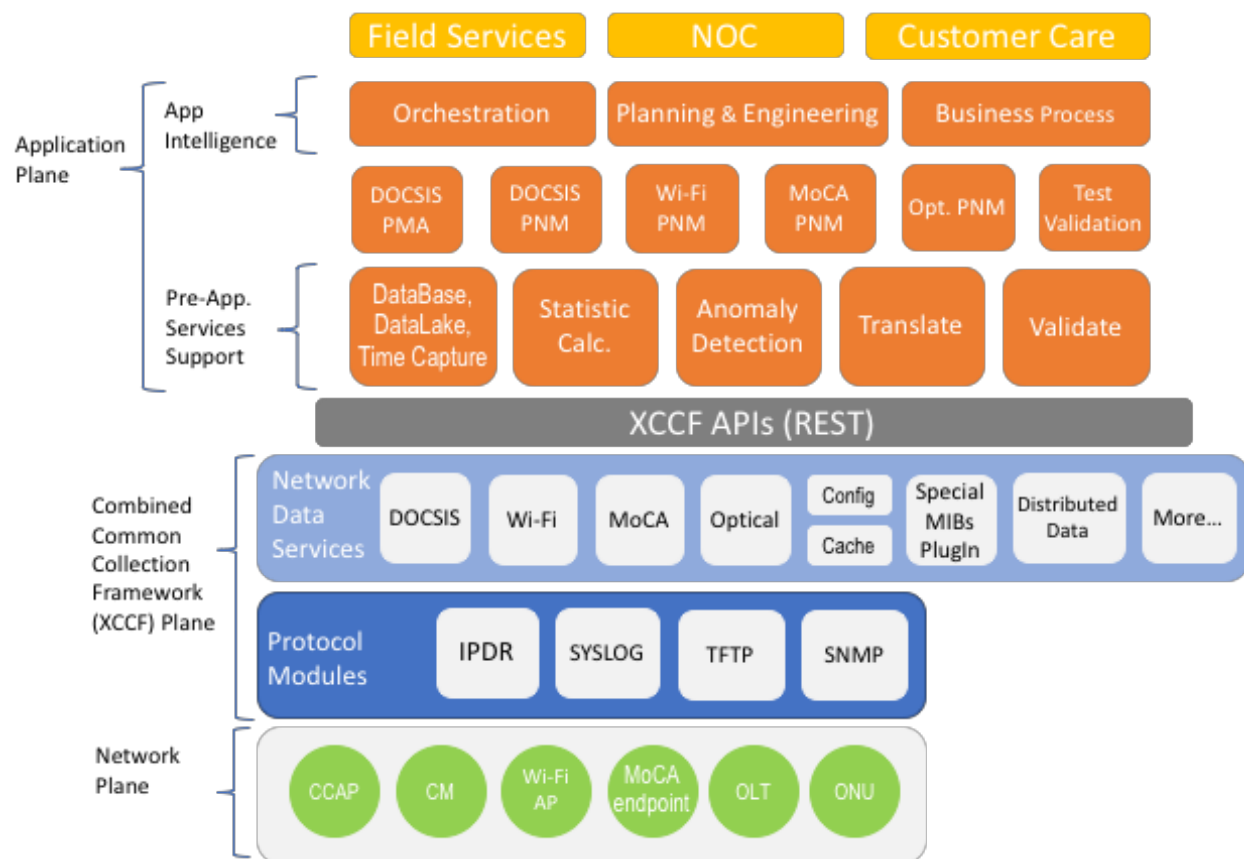 Field Services
NOC
Customer Care
Application
Plane
App
Intelligence
Orchestration
Planning & Engineering
Business Process
DOCSIS
PMA
DOCSIS
PNM
Wi-Fi
PNM
MoCA
PNM
Opt. PNM
Test
Validation
Pre-App.
Services
Support
DataBase,
DataLake,
Time Capture
Statistic
Calc.
Anomaly
Detection
Translate
Validate
XCCF APIs (REST)
Combined
Common
Collection
Framework
(XCCF) Plane
Network
Data
Services
DOCSIS
Wi-Fi
MoCA
Optical
Config
Cache
Special
MIBs
PlugIn
Distributed
Data
More...
Protocol
Modules
IPDR
SYSLOG
TFTP
SNMP
Network
Plane
CCAP
CM
Wi-Fi
AP
MoCA
endpoint
OLT
ONU